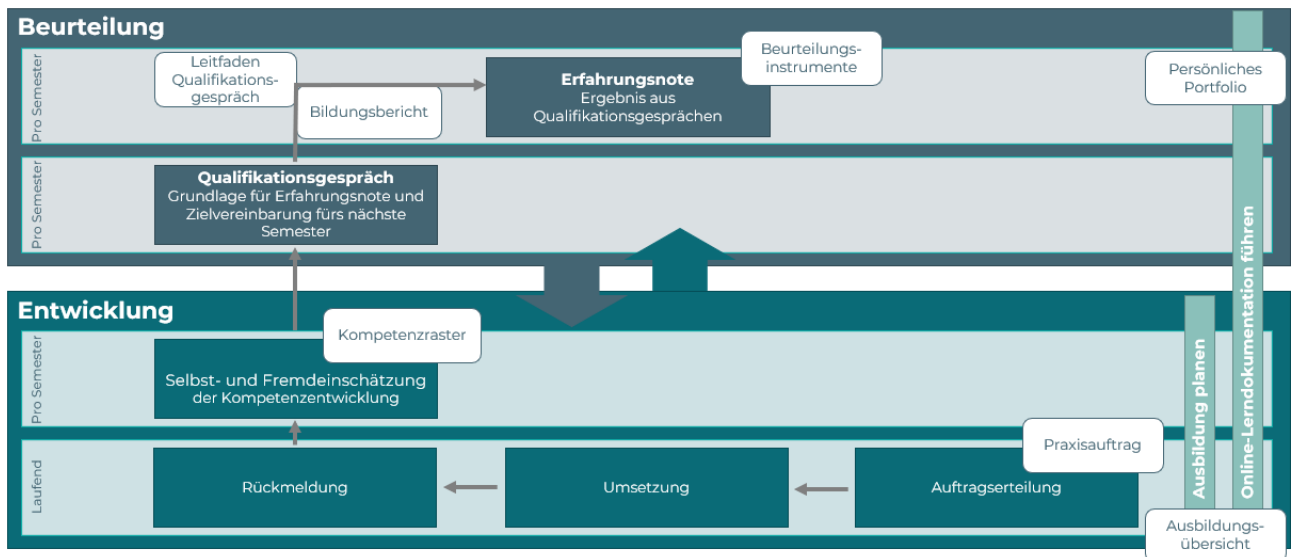 Beurteilung
Pro Semester
Leitfaden
Qualifikations-
gespräch
Bildungsbericht
Erfahrungsnote
Ergebnis aus
Qualifikationsgesprächen
Beurteilungs-
instrumente
Persönliches
Portfolio
Pro Semester
Qualifikationsgespräch
Grundlage für Erfahrungsnote und
Zielvereinbarung fürs nächste
Semester
Entwicklung
Pro Semester
Kompetenzraster
Selbst- und Fremdeinschätzung
der Kompetenzentwicklung
Laufend
Rückmeldung
Umsetzung
Auftragserteilung
Praxisauftrag
Ausbildung planen
Online-Lerndokumentation führen
Ausbildungs-
übersicht